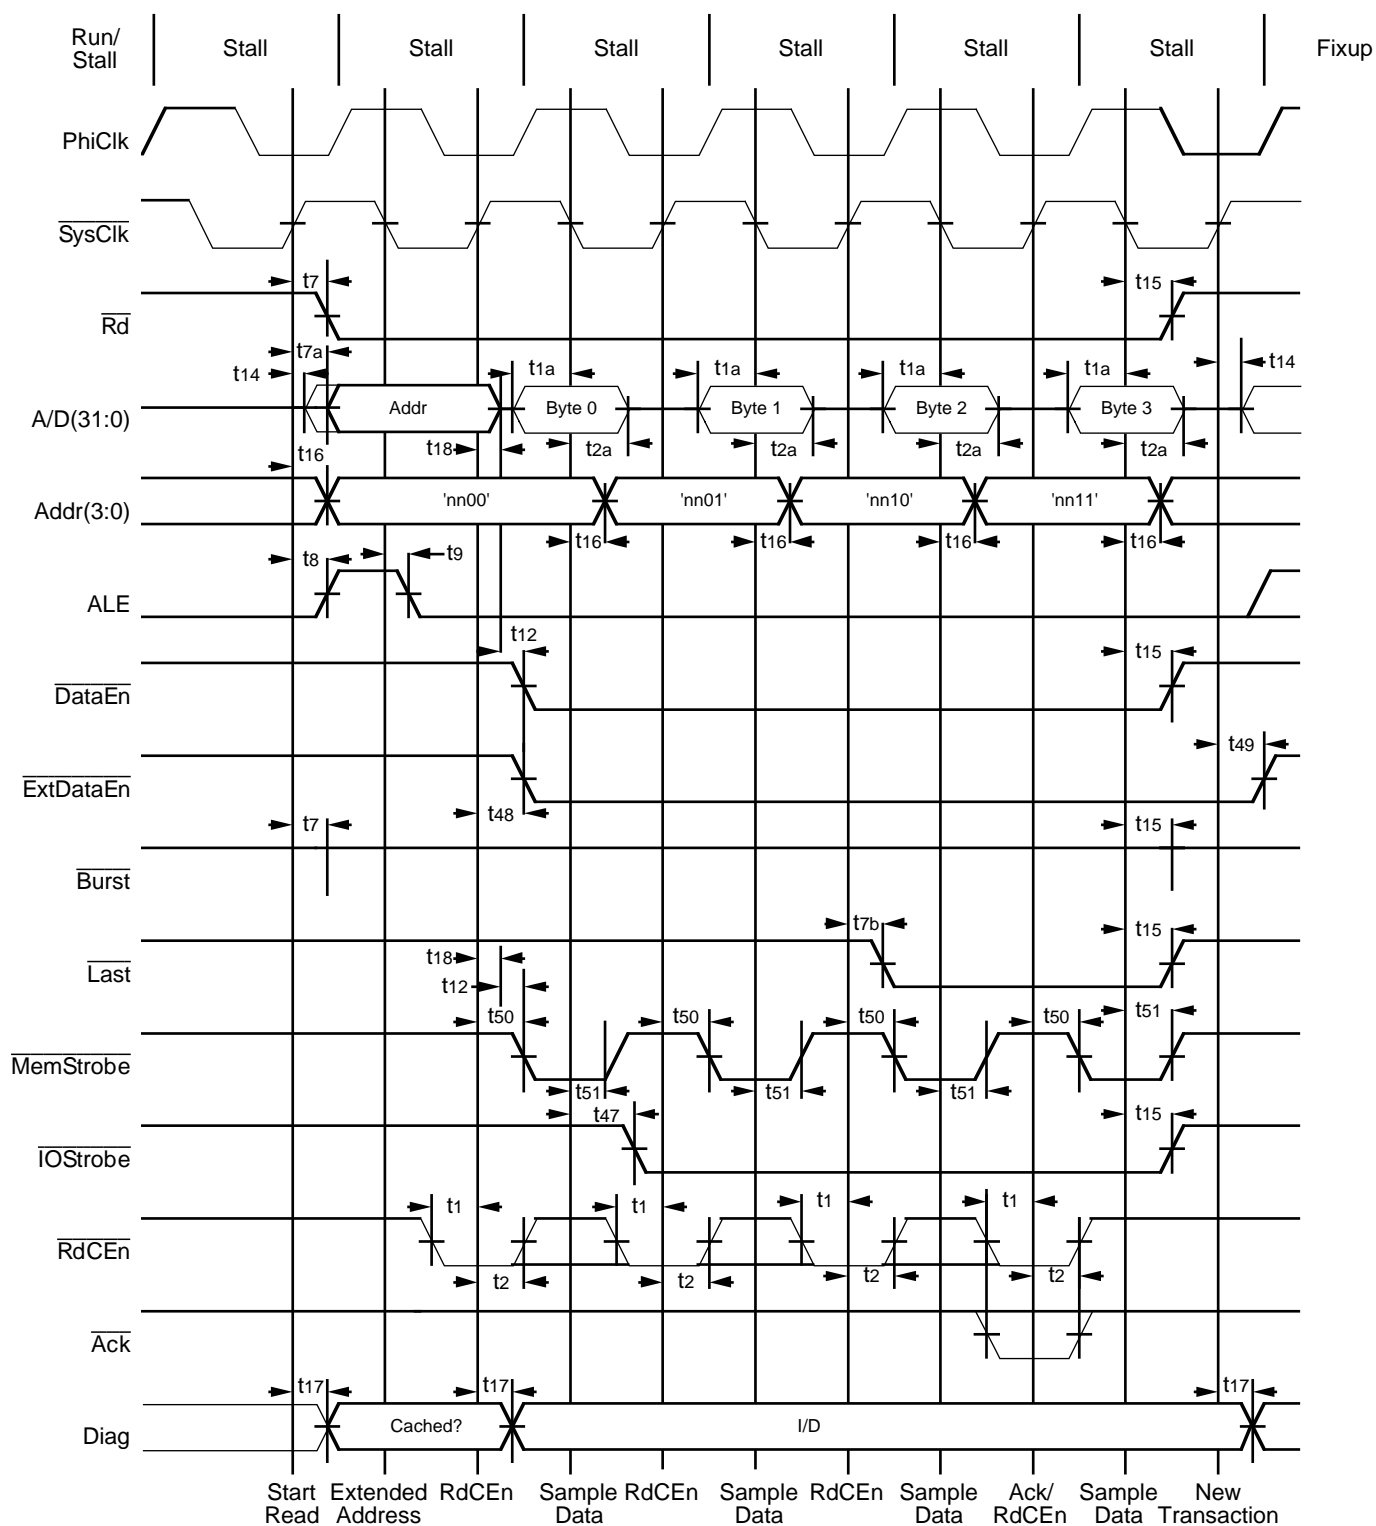 Run/ Stall Stall Stall Stall Stall Stall Stall Fixup
PhiClk
SysClk
t7 t15
Rd
t7a
t14 t1a t1a t1a t1a t14
A/D(31:0) Addr Byte 0 Byte 1 Byte 2 Byte 3
t18 t2a t2a t2a t2a
t16
Addr(3:0) 'nn00' 'nn01' 'nn10' 'nn11'
t16 t16 t16 t16
t8 t9
ALE
t12 t15
DataEn
t49
ExtDataEn
t48
t7 t15
Burst
t7b t15
t18
Last
t12
t50 t50 t50 t50 t51
MemStrobe
t51 t51 t51
t47 t15
IOStrobe
t1 t1 t1 t1
RdCEn
t2 t2 t2 t2
Ack
t17 t17 t17
Diag Cached? I/D
Start Read Extended Address RdCEn Sample Data RdCEn Sample Data RdCEn Sample Data Ack/ RdCEn Sample Data New Transaction